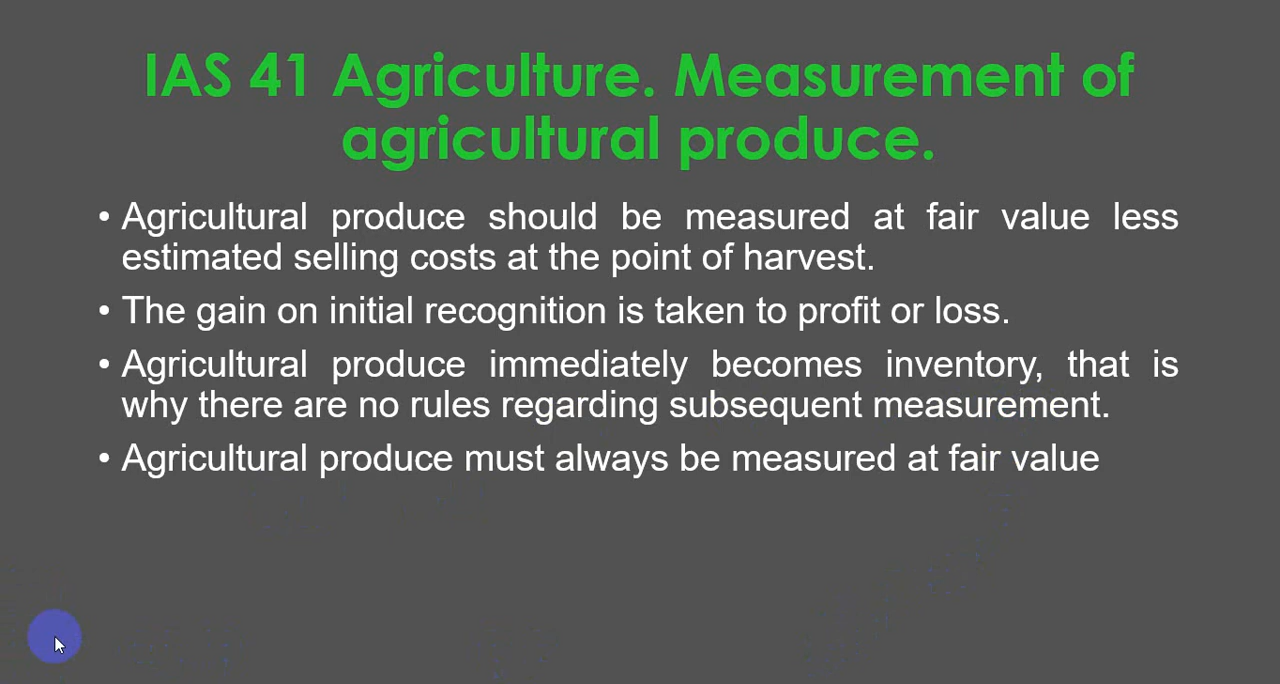 IAS 41 Agriculture. Measurement of
agricultural produce.
• Agricultural produce should be measured at fair value less
estimated selling costs at the point of harvest.
• The gain on initial recognition is taken to profit or loss.
• Agricultural produce immediately becomes inventory, that is
why there are no rules regarding subsequent measurement.
• Agricultural produce must always be measured at fair value